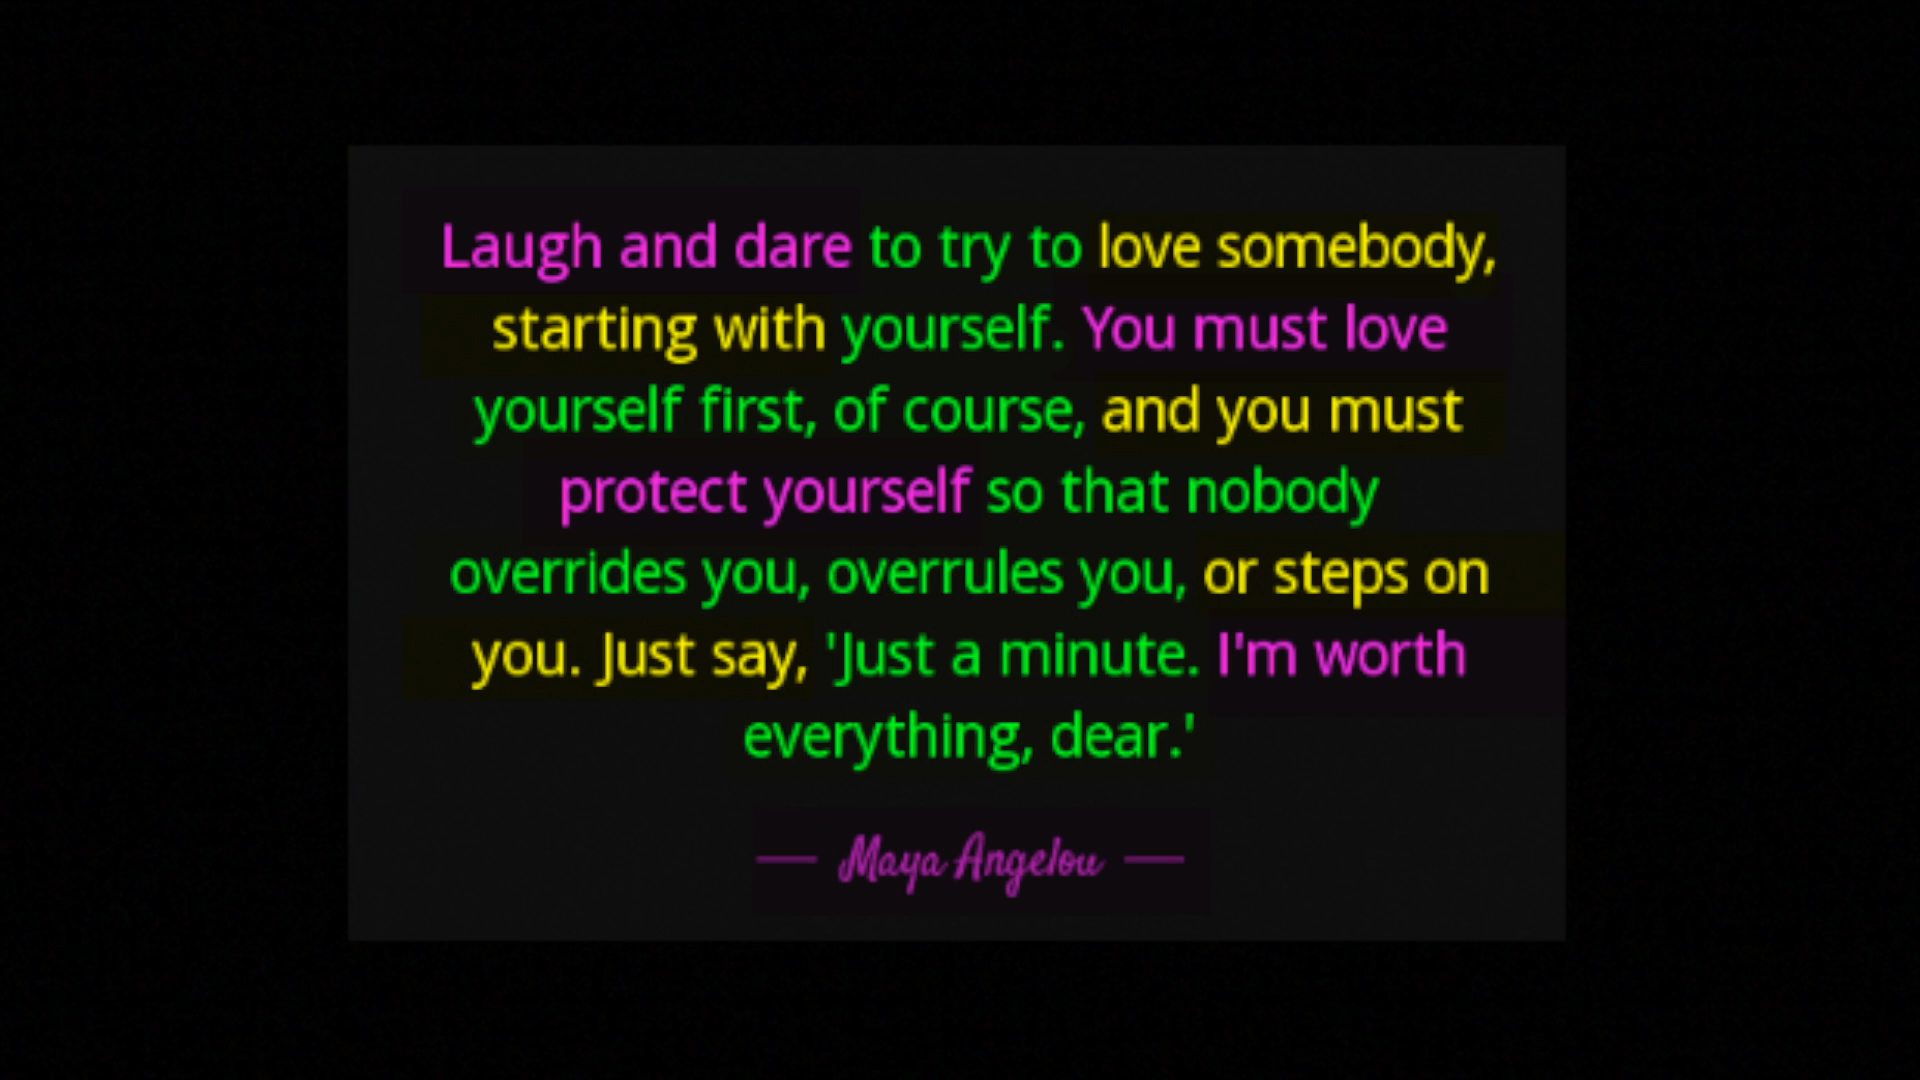 Laugh and dare to try to love somebody,
starting with yourself. You must love
yourself first, of course, and you must
protect yourself so that nobody
overrides you, overrules you, or steps on
you. Just say, 'Just a minute. I'm worth
everything, dear.'
— Maya Angelou —